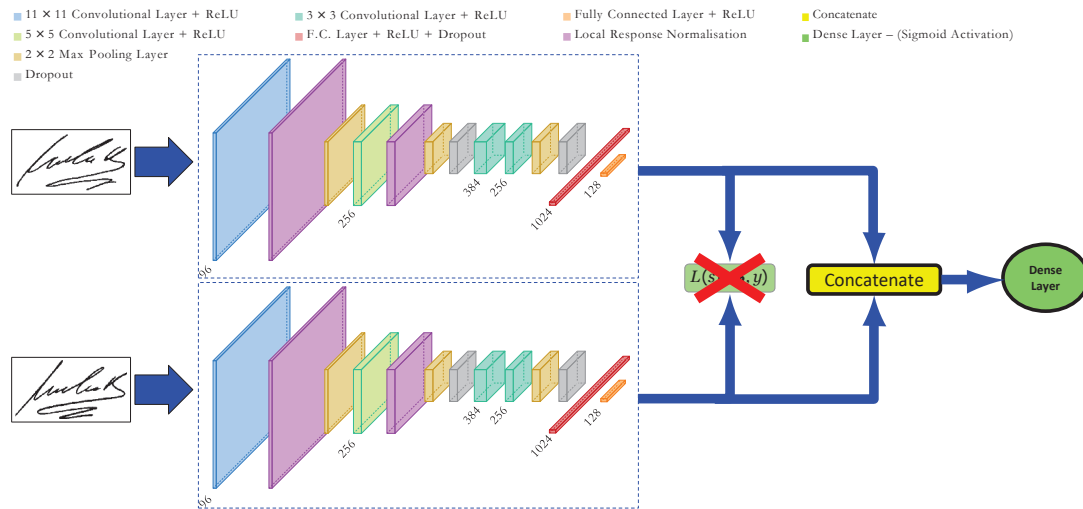 11 × 11 Convolutional Layer + ReLU
3 × 3 Convolutional Layer + ReLU
Fully Connected Layer + ReLU
Concatenate
5 × 5 Convolutional Layer + ReLU
F.C. Layer + ReLU + Dropout
Local Response Normalisation
Dense Layer – (Sigmoid Activation)
2 × 2 Max Pooling Layer
Dropout
96
256
384
256
1024
128
L(s , y)
Concatenate
Dense
Layer
96
256
384
256
1024
128